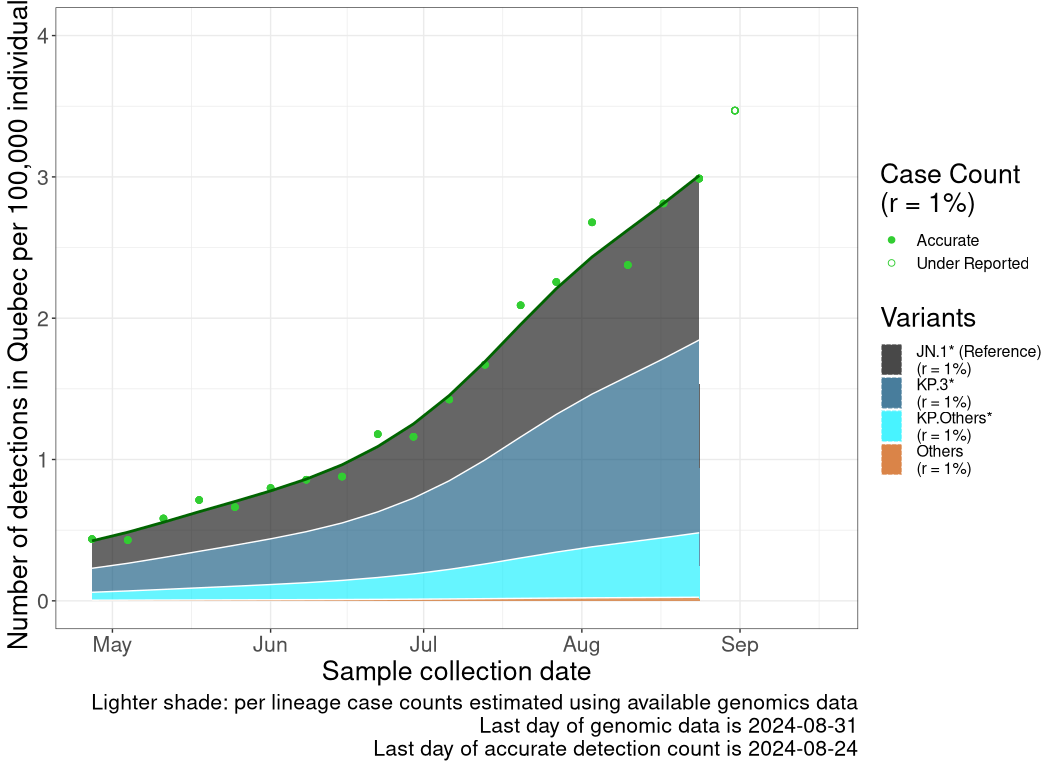 Number of detections in Quebec per 100,000 individual
4
3
2
1
0
May Jun Jul Aug Sep
Sample collection date
Lighter shade: per lineage case counts estimated using available genomics data
Last day of genomic data is 2024-08-31
Last day of accurate detection count is 2024-08-24
Case Count
(r = 1%)
Accurate
Under Reported
Variants
JN.1* (Reference)
(r = 1%)
KP.3*
(r = 1%)
KP.Others*
(r = 1%)
Others
(r = 1%)